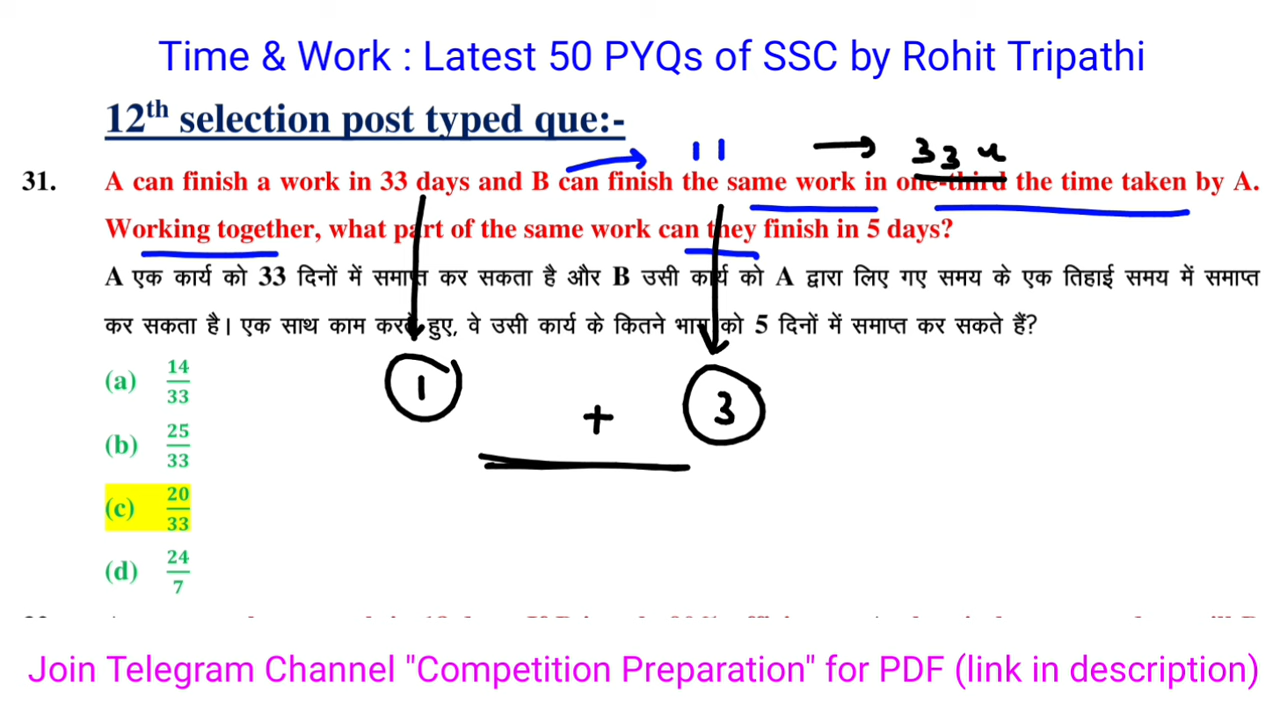 Time & Work : Latest 50 PYQs of SSC by Rohit Tripathi
12th selection post typed que:-
11 → 33
31. A can finish a work in 33 days and B can finish the same work in one-third the time taken by A.
Working together, what part of the same work can they finish in 5 days?
A एक कार्य को 33 दिनों में समाप्त कर सकता है और B उसी कार्य को A द्वारा लिए गए समय के एक तिहाई समय में समाप्त
कर सकता है। एक साथ काम करते हुए, वे उसी कार्य के कितने भाग को 5 दिनों में समाप्त कर सकते हैं?
(a) 14/33
1 + 3
(b) 25/33
(c) 20/33
(d) 24/7
Join Telegram Channel "Competition Preparation" for PDF (link in description)